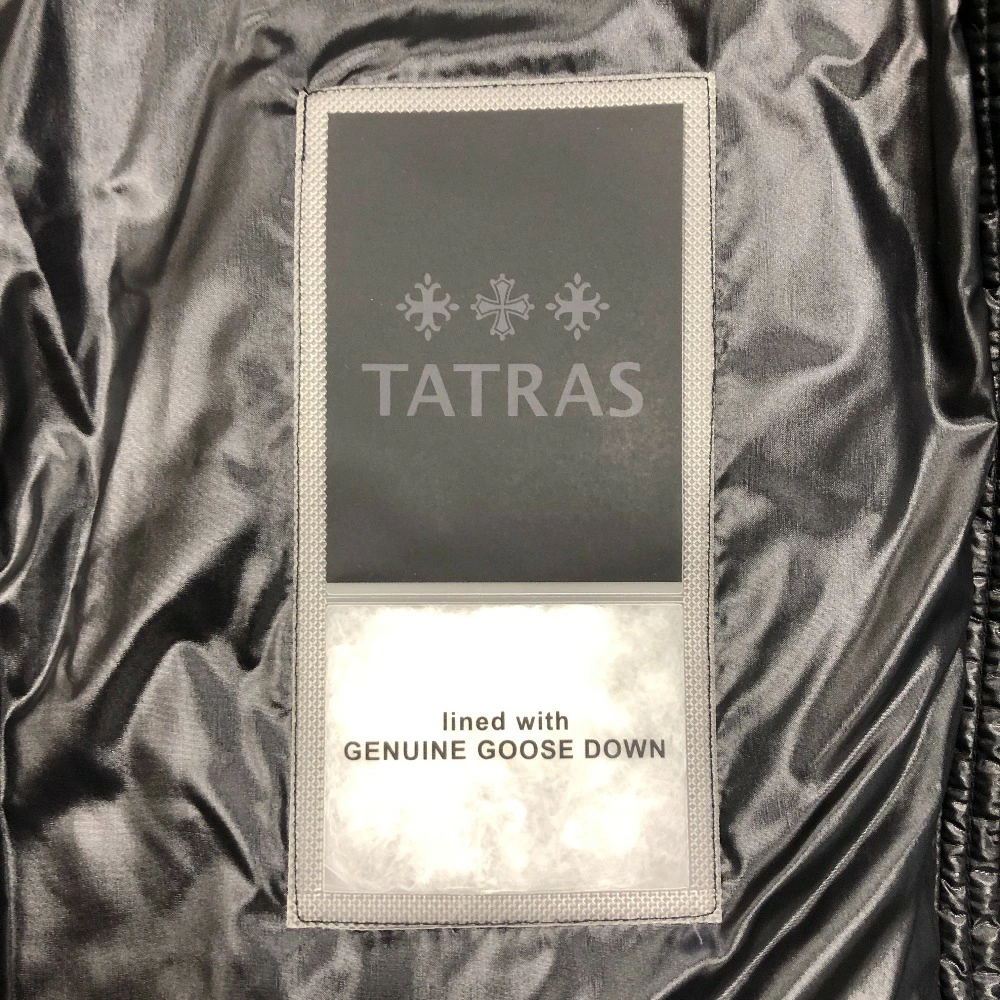 TATRAS
lined with
GENUINE GOOSE DOWN